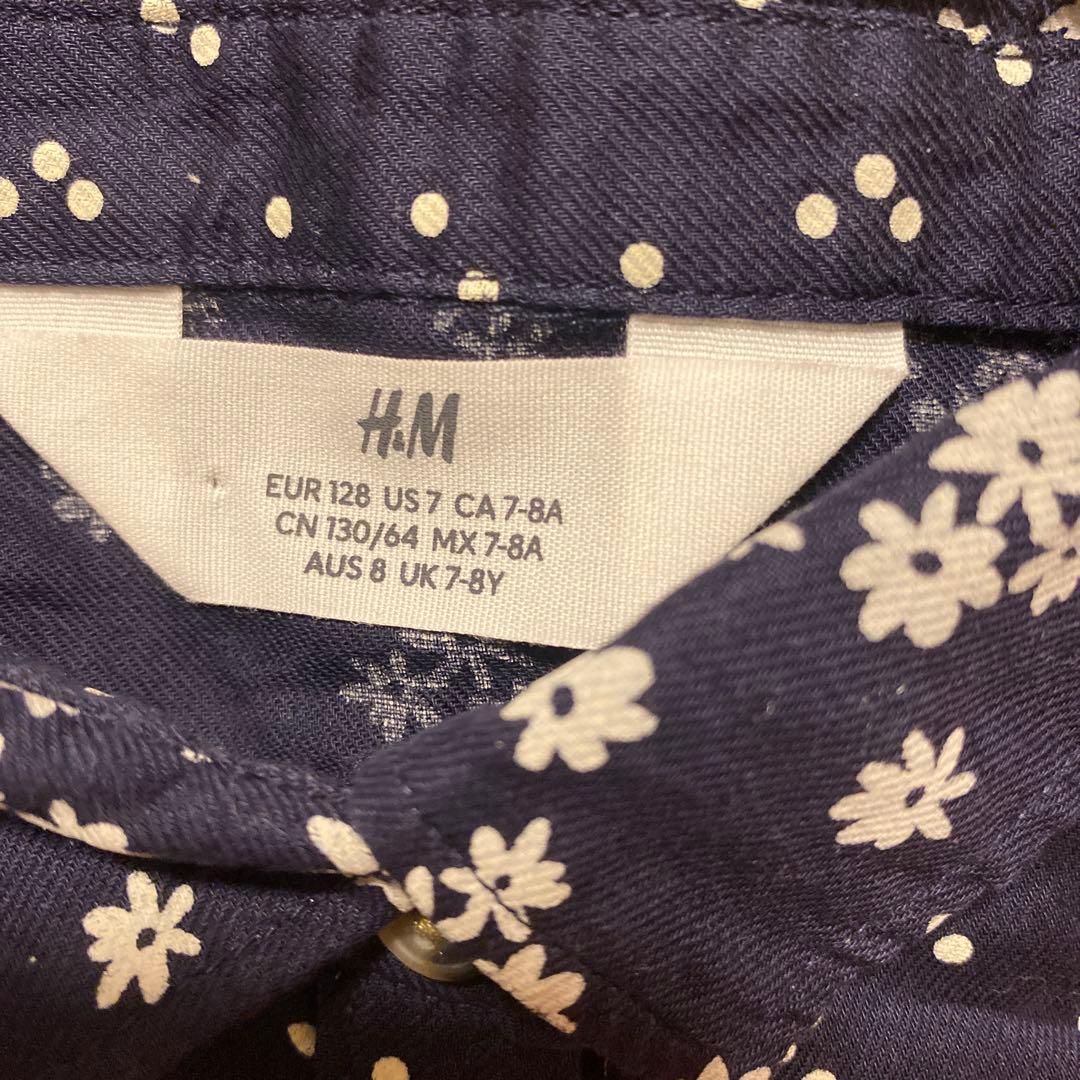 H&M
EUR 128 US 7 CA 7-8A
CN 130/64 MX 7-8A
AUS 8 UK 7-8Y